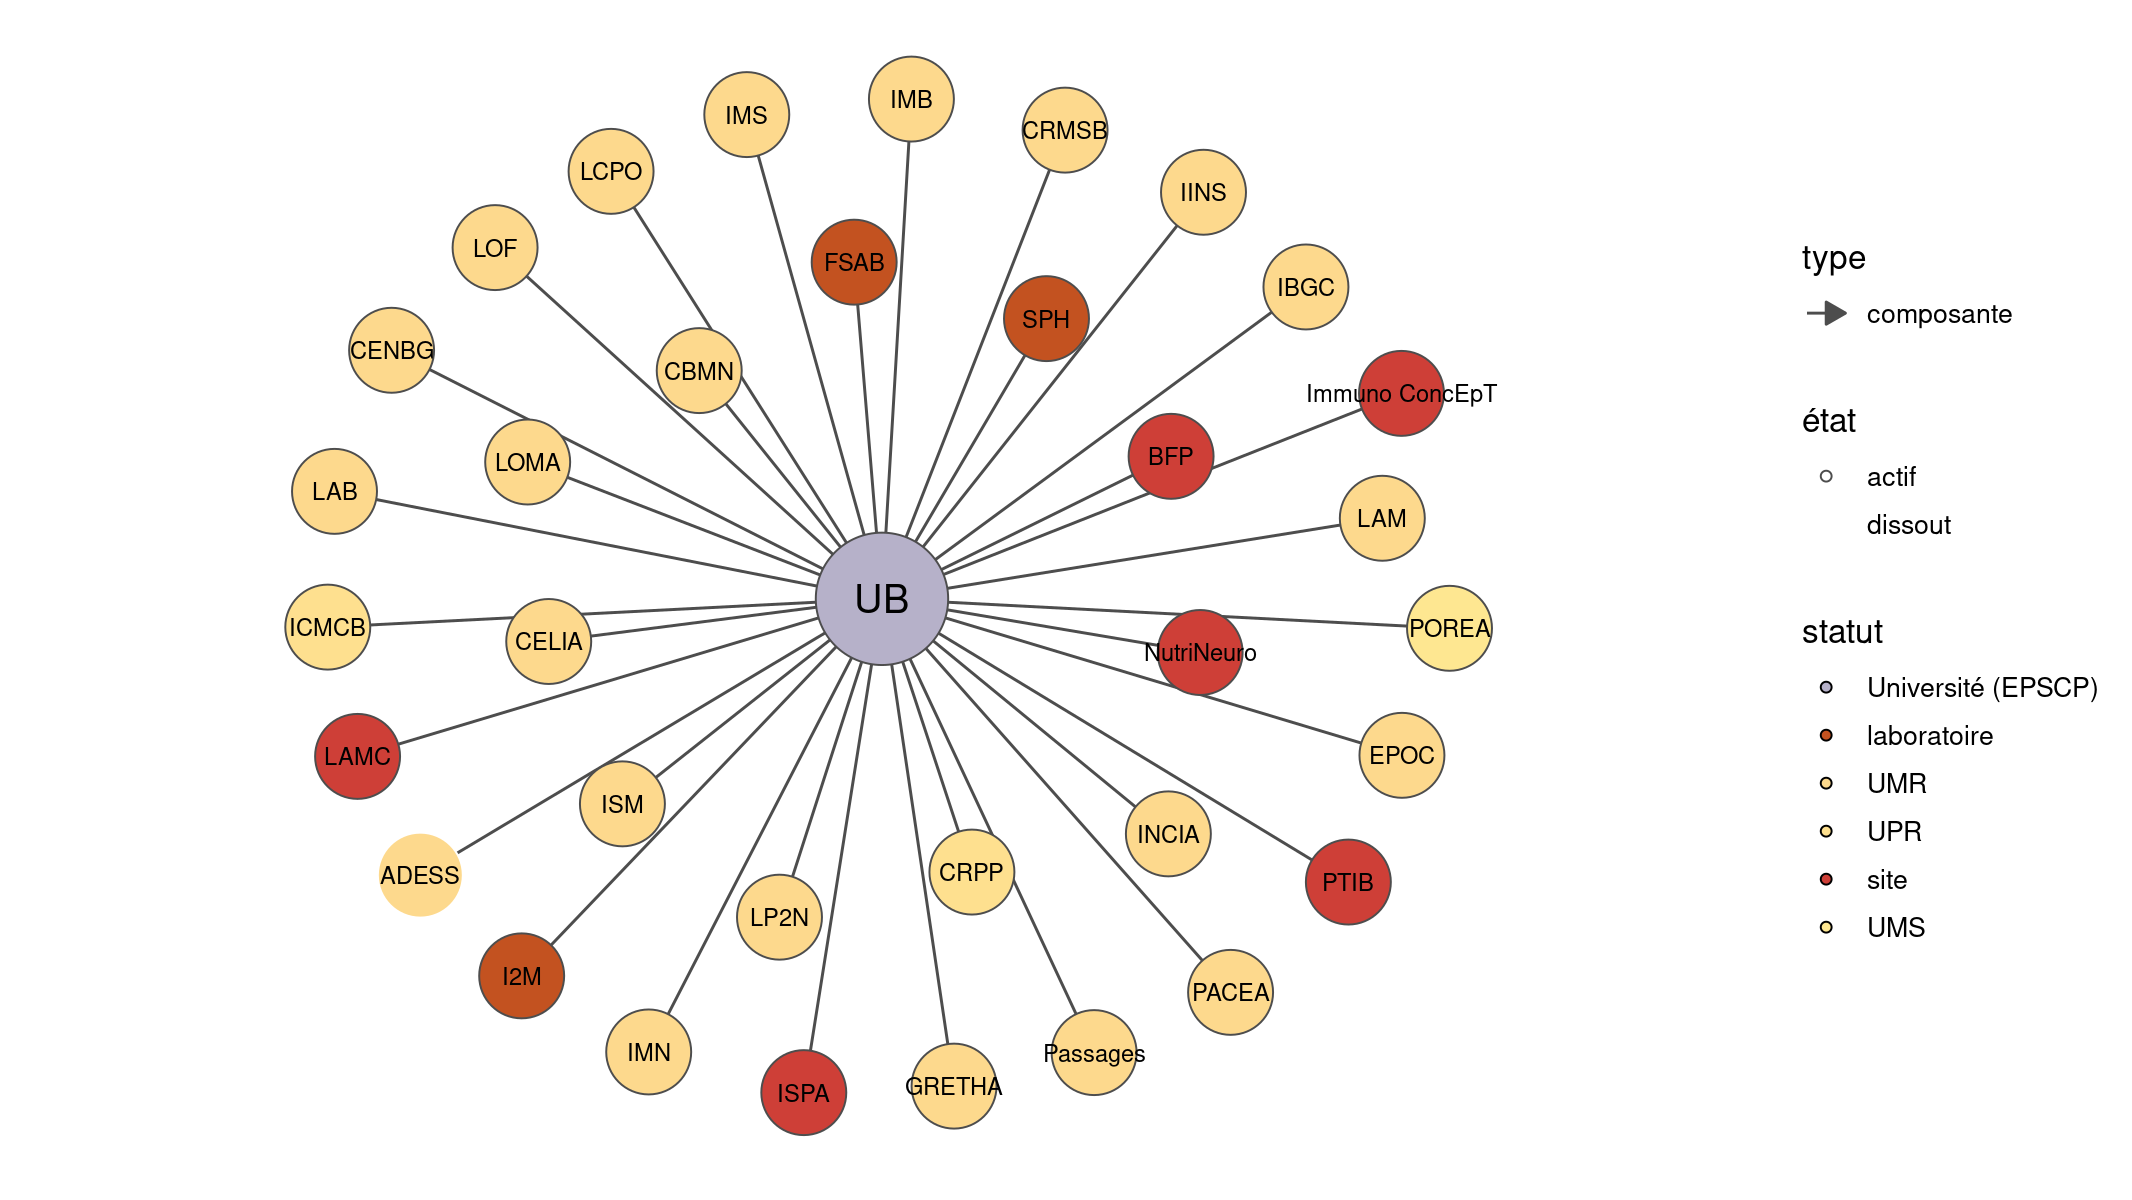 IMB
IMS
CRMSB
LCPO
IINS
LOF
FSAB
IBGC
SPH
CENBG
CBMN
Immuno ConcEpT
BFP
LOMA
LAB
LAM
UB
ICMCB
CELIA
POREA
NutriNeuro
LAMC
EPOC
ISM
INCIA
ADESS
CRPP
PTIB
LP2N
I2M
PACEA
IMN
Passages
GRETHA
ISPA
type
composante
état
actif
dissout
statut
Université (EPSCP)
laboratoire
UMR
UPR
site
UMS